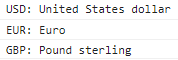 USD: United States dollar
EUR: Euro
GBP: Pound sterling